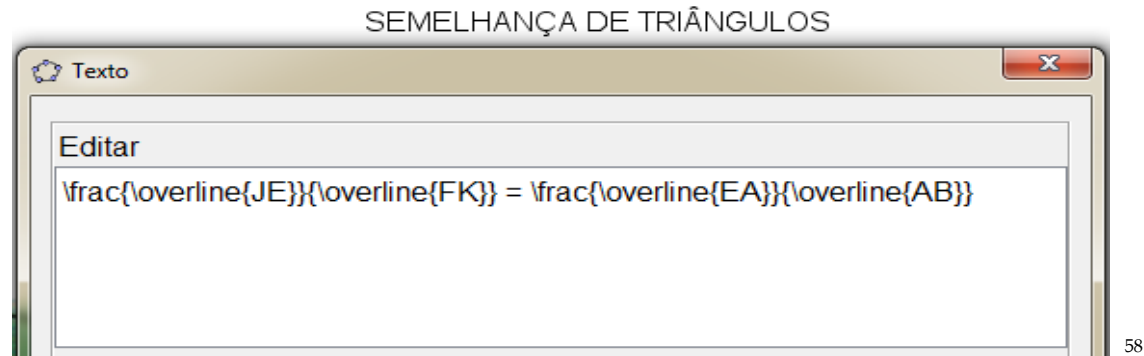 SEMELHANÇA DE TRIÂNGULOS
Texto
Editar
\frac{\overline{JE}}{\overline{FK}} = \frac{\overline{EA}}{\overline{AB}}
58